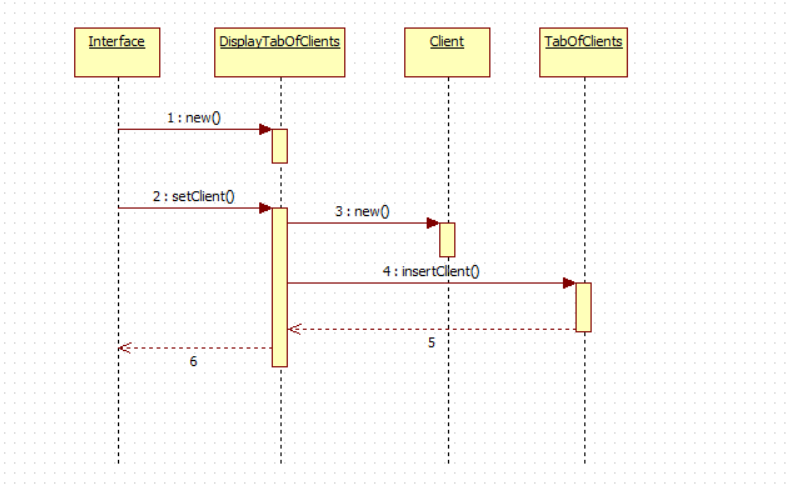 Interface
DisplayTabOfClients
Client
TabOfClients
1 : new()
2 : setClient()
3 : new()
4 : insertClient()
5
6